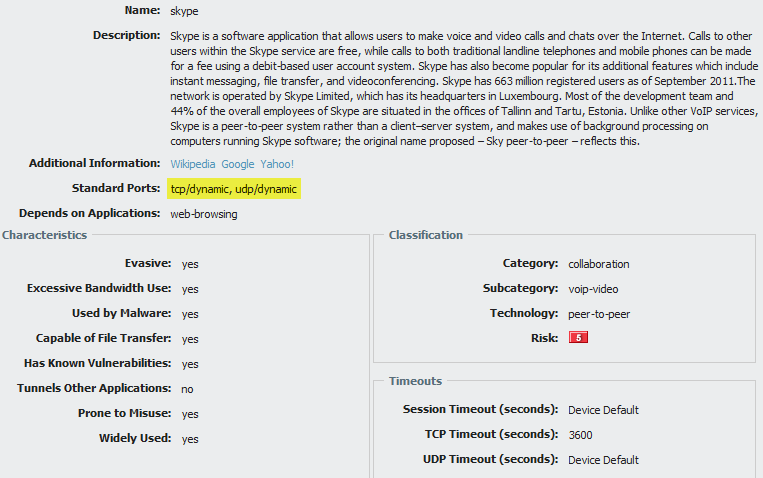 Name: skype
Description: Skype is a software application that allows users to make voice and video calls and chats over the Internet. Calls to other
users within the Skype service are free, while calls to both traditional landline telephones and mobile phones can be made
for a fee using a debit-based user account system. Skype has also become popular for its additional features which include
instant messaging, file transfer, and videoconferencing. Skype has 663 million registered users as of September 2011.The
network is operated by Skype Limited, which has its headquarters in Luxembourg. Most of the development team and
44% of the overall employees of Skype are situated in the offices of Tallinn and Tartu, Estonia. Unlike other VoIP services,
Skype is a peer-to-peer system rather than a client–server system, and makes use of background processing on
computers running Skype software; the original name proposed – Sky peer-to-peer – reflects this.
Additional Information: Wikipedia Google Yahoo!
Standard Ports: tcp/dynamic, udp/dynamic
Depends on Applications: web-browsing
Characteristics
Evasive: yes
Excessive Bandwidth Use: yes
Used by Malware: yes
Capable of File Transfer: yes
Has Known Vulnerabilities: yes
Tunnels Other Applications: no
Prone to Misuse: yes
Widely Used: yes
Classification
Category: collaboration
Subcategory: voip-video
Technology: peer-to-peer
Risk: 5
Timeouts
Session Timeout (seconds): Device Default
TCP Timeout (seconds): 3600
UDP Timeout (seconds): Device Default